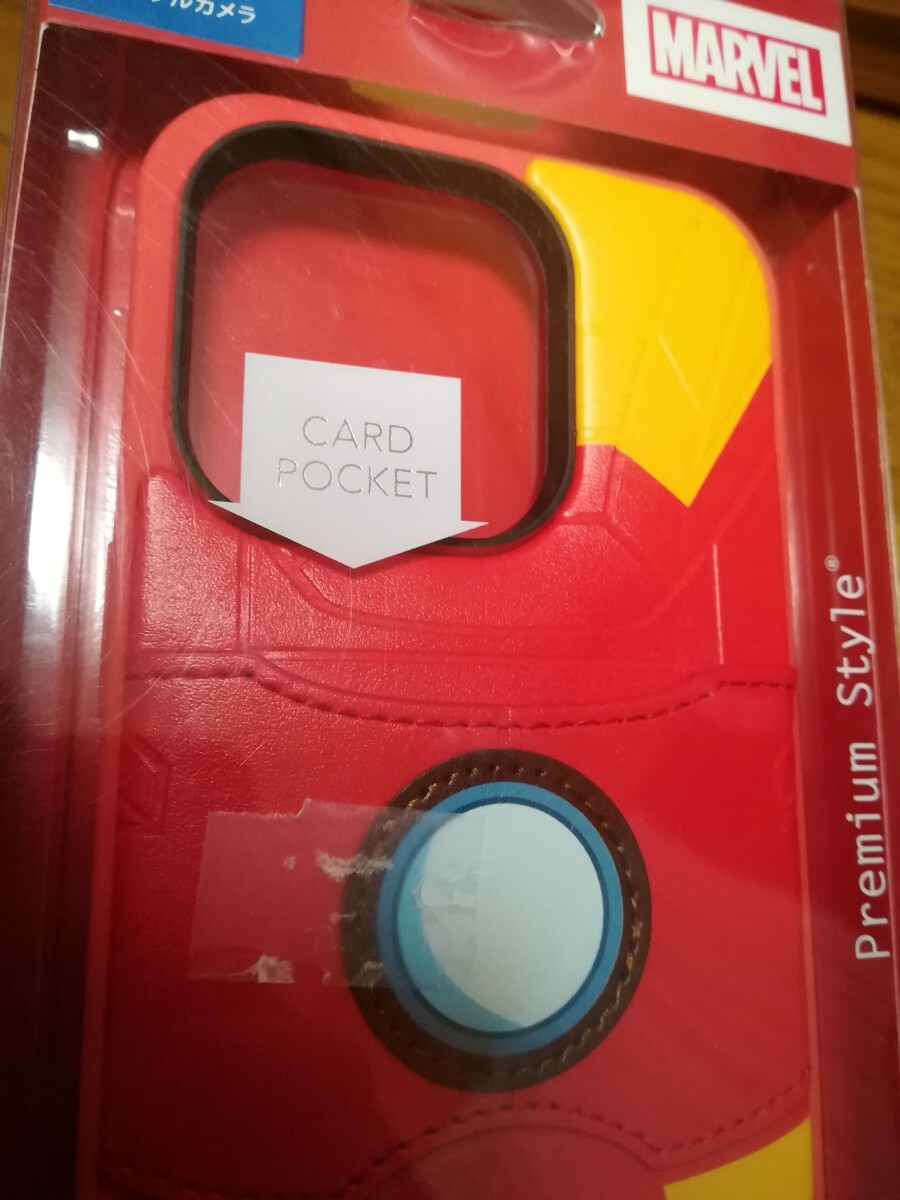 ルカメラ
MARVEL
CARD
POCKET
Premium Style®